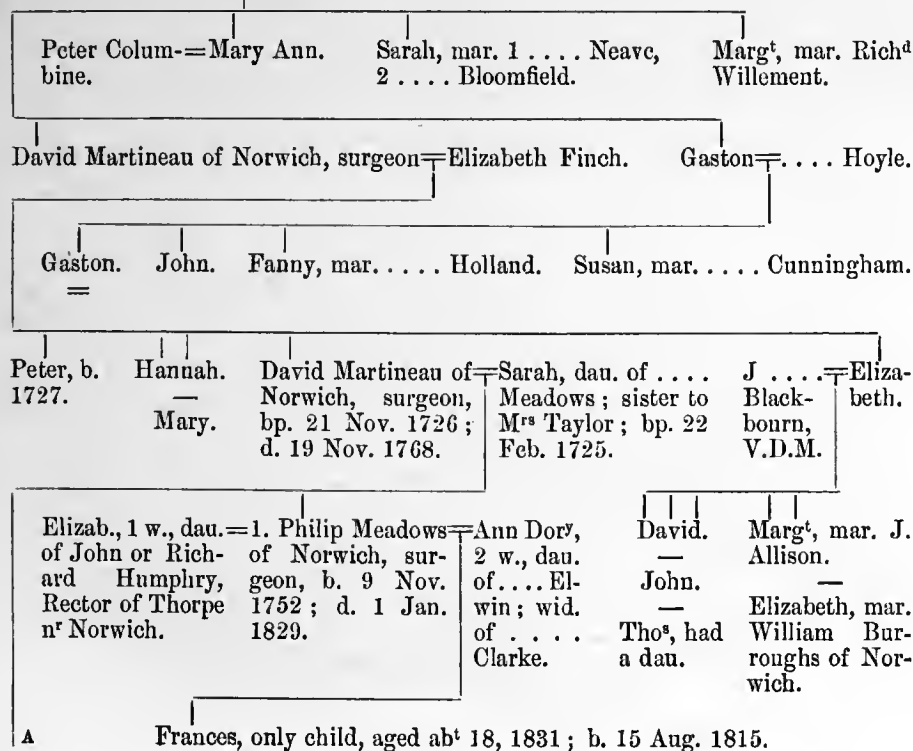 Peter Colum-=Mary Ann. Sarah, mar. 1 . . . . Neave, Margᵗ, mar. Richᵈ
bine. 2 . . . . Bloomfield. Willement.
David Martineau of Norwich, surgeon=Elizabeth Finch. Gaston= . . . . Hoyle.
Gaston. John. Fanny, mar. . . . . Holland. Susan, mar. . . . . Cunningham.
=
Peter, b. Hannah. David Martineau of=Sarah, dau. of . . . . J . . . .=Eliza-
1727. — Norwich, surgeon, Meadows ; sister to Black- beth.
Mary. bp. 21 Nov. 1726 ; Mʳˢ Taylor ; bp. 22 bourn,
d. 19 Nov. 1768. Feb. 1725. V.D.M.
Elizab., 1 w., dau.=1. Philip Meadows=Ann Dorʸ, David. Margᵗ, mar. J.
of John or Rich- of Norwich, sur- 2 w., dau. — Allison.
ard Humphry, geon, b. 9 Nov. of . . . . El- John. —
Rector of Thorpe 1752 ; d. 1 Jan. win ; wid. — Elizabeth, mar.
nʳ Norwich. 1829. of . . . . Thoˢ, had William Bur-
Clarke. a dau. roughs of Nor-
wich.
A Frances, only child, aged abᵗ 18, 1831 ; b. 15 Aug. 1815.